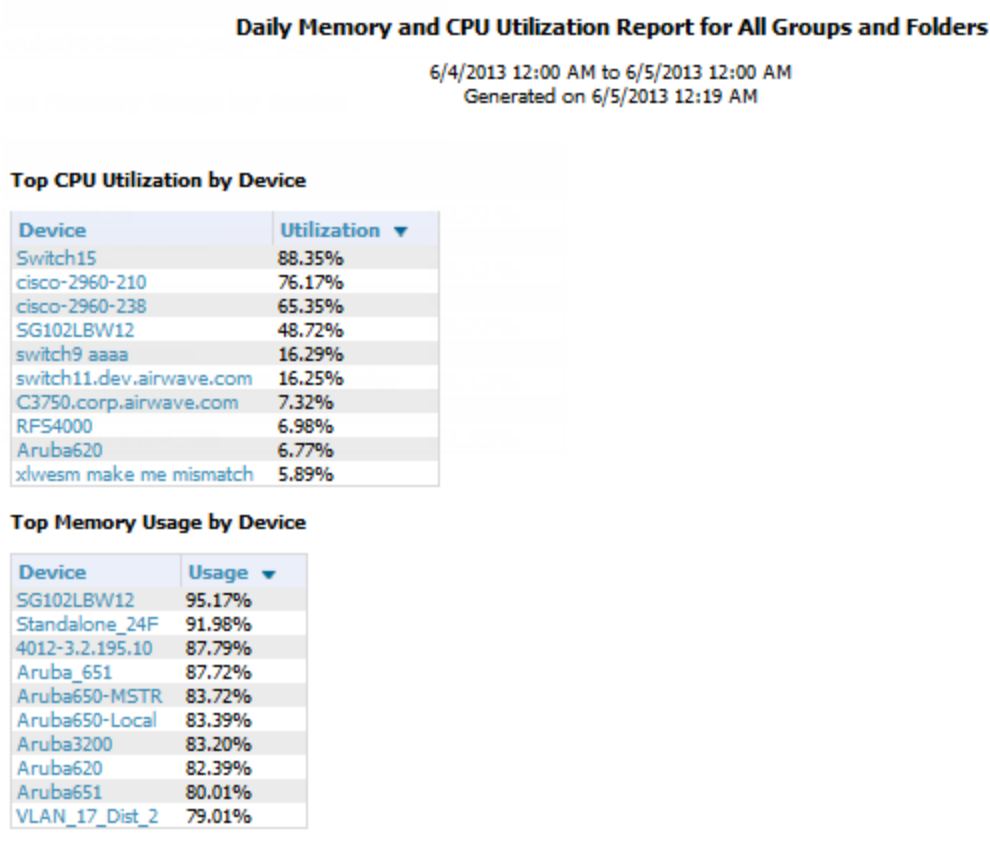 Daily Memory and CPU Utilization Report for All Groups and Folders
6/4/2013 12:00 AM to 6/5/2013 12:00 AM
Generated on 6/5/2013 12:19 AM
Top CPU Utilization by Device
Device Utilization ▼
Switch15 88.35%
cisco-2960-210 76.17%
cisco-2960-238 65.35%
SG102LBW12 48.72%
switch9 aaaa 16.29%
switch11.dev.airwave.com 16.25%
C3750.corp.airwave.com 7.32%
RFS4000 6.98%
Aruba620 6.77%
xlwesm make me mismatch 5.89%
Top Memory Usage by Device
Device Usage ▼
SG102LBW12 95.17%
Standalone_24F 91.98%
4012-3.2.195.10 87.79%
Aruba_651 87.72%
Aruba650-MSTR 83.72%
Aruba650-Local 83.39%
Aruba3200 83.20%
Aruba620 82.39%
Aruba651 80.01%
VLAN_17_Dist_2 79.01%